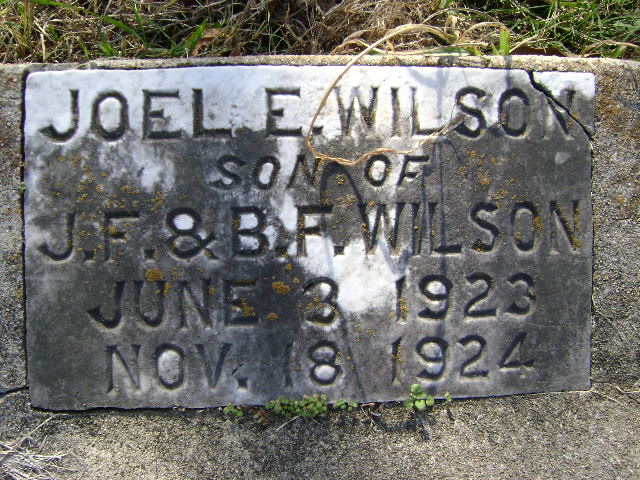 JOEL E. WILSON
SON OF
J.F. & B.F. WILSON
JUNE 3 1923
NOV. 18 1924